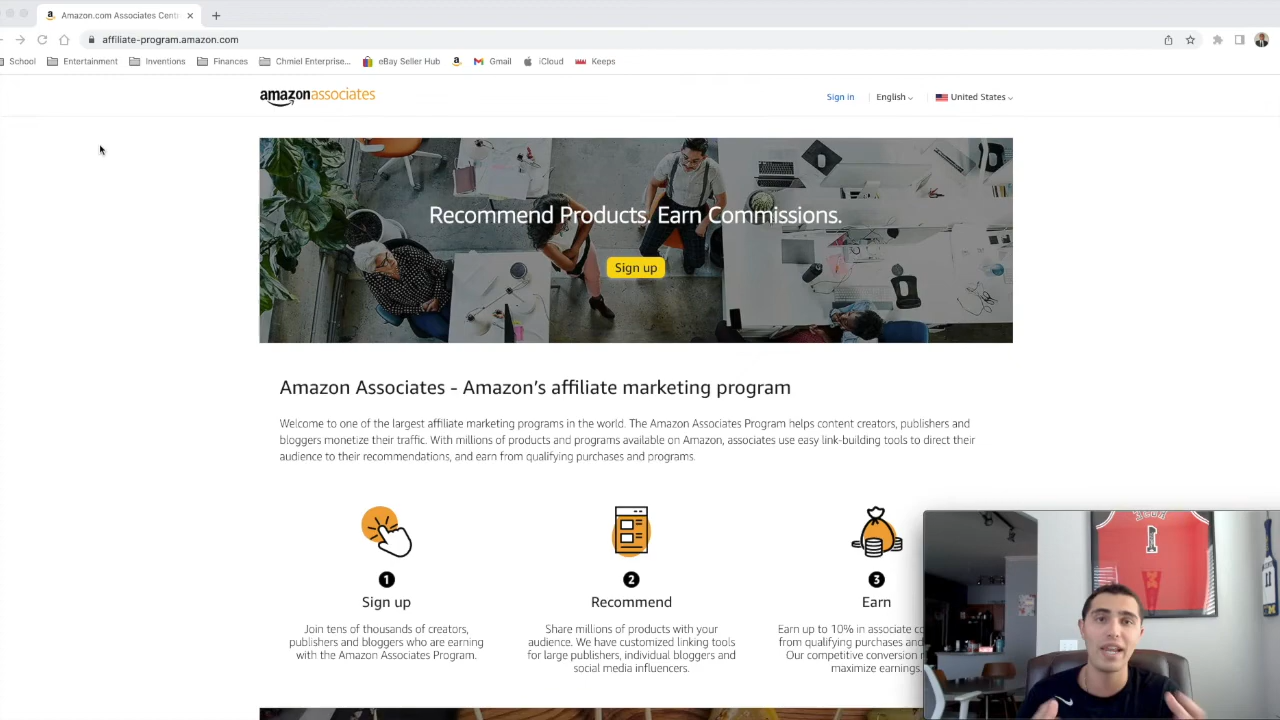 Amazon.com Associates Cent
affiliate-program.amazon.com
School Entertainment Inventions Finances Chmiel Enterprise... eBay Seller Hub Gmail iCloud Keeps
amazonassociates Sign in English United States
Recommend Products. Earn Commissions.
Sign up
Amazon Associates - Amazon's affiliate marketing program
Welcome to one of the largest affiliate marketing programs in the world. The Amazon Associates Program helps content creators, publishers and
bloggers monetize their traffic. With millions of products and programs available on Amazon, associates use easy link-building tools to direct their
audience to their recommendations, and earn from qualifying purchases and programs.
1
Sign up
Join tens of thousands of creators,
publishers and bloggers who are earning
with the Amazon Associates Program.
2
Recommend
Share millions of products with your
audience. We have customized linking tools
for large publishers, individual bloggers and
social media influencers.
3
Earn
Earn up to 10% in associate co
from qualifying purchases and
Our competitive conversion
maximize earnings.
1